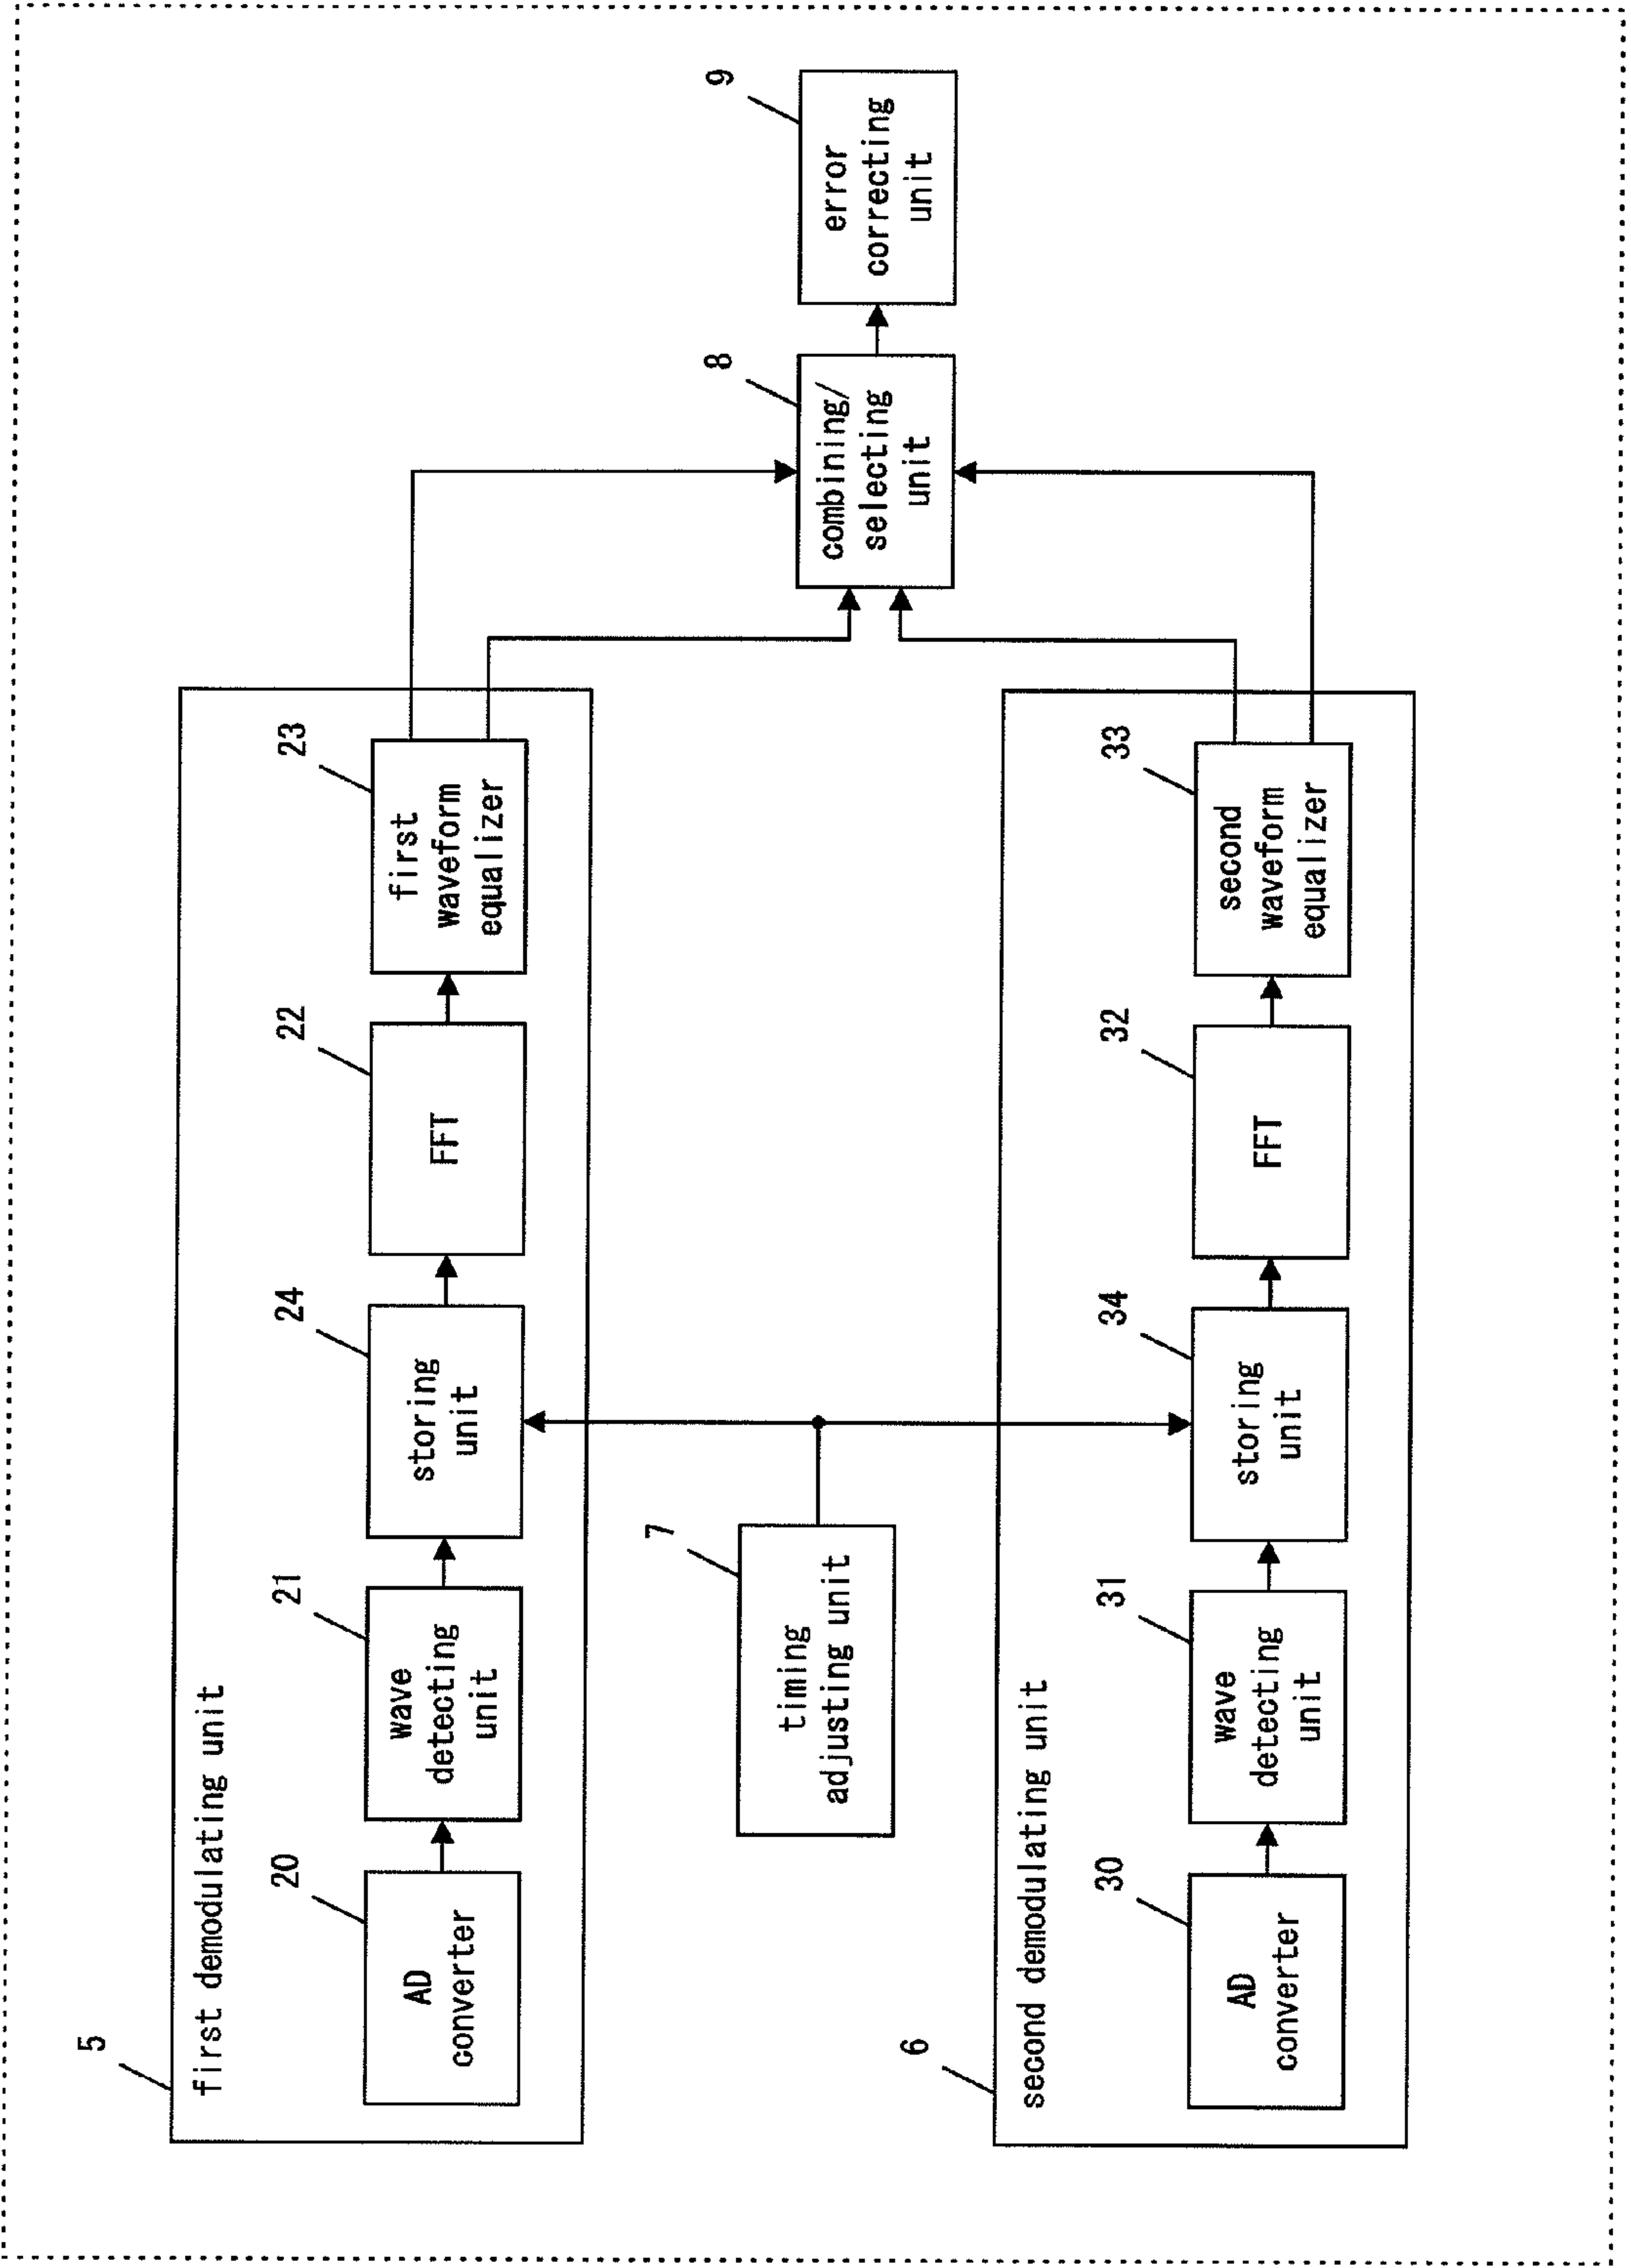 5
first demodulating unit
20
AD
converter
21
wave
detecting
unit
24
storing
unit
22
FFT
23
first
waveform
equalizer
7
timing
adjusting unit
8
combining/
selecting
unit
9
error
correcting
unit
6
second demodulating unit
30
AD
converter
31
wave
detecting
unit
34
storing
unit
32
FFT
33
second
waveform
equalizer